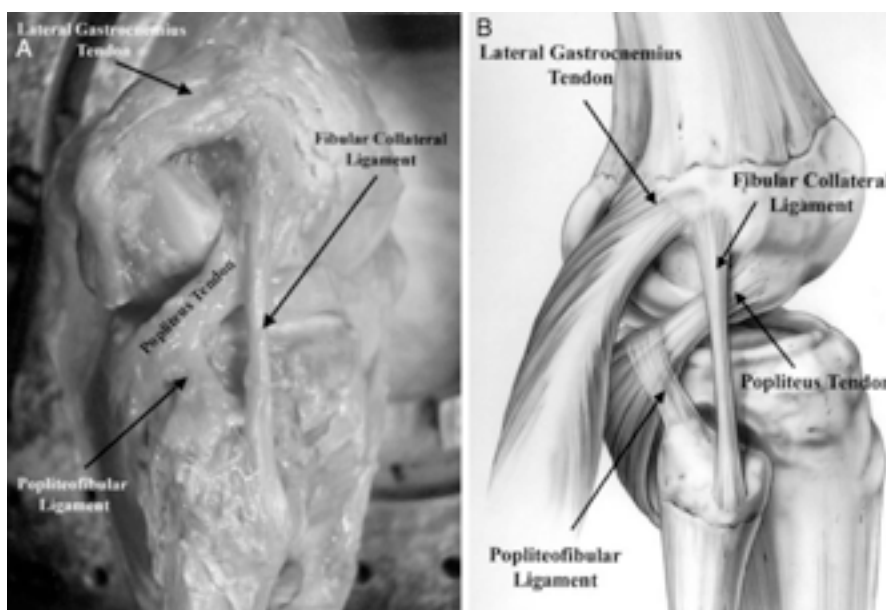 A
Lateral Gastrocnemius
Tendon
Fibular Collateral
Ligament
Popliteus Tendon
Popliteofibular
Ligament
B
Lateral Gastrocnemius
Tendon
Fibular Collateral
Ligament
Popliteus Tendon
Popliteofibular
Ligament